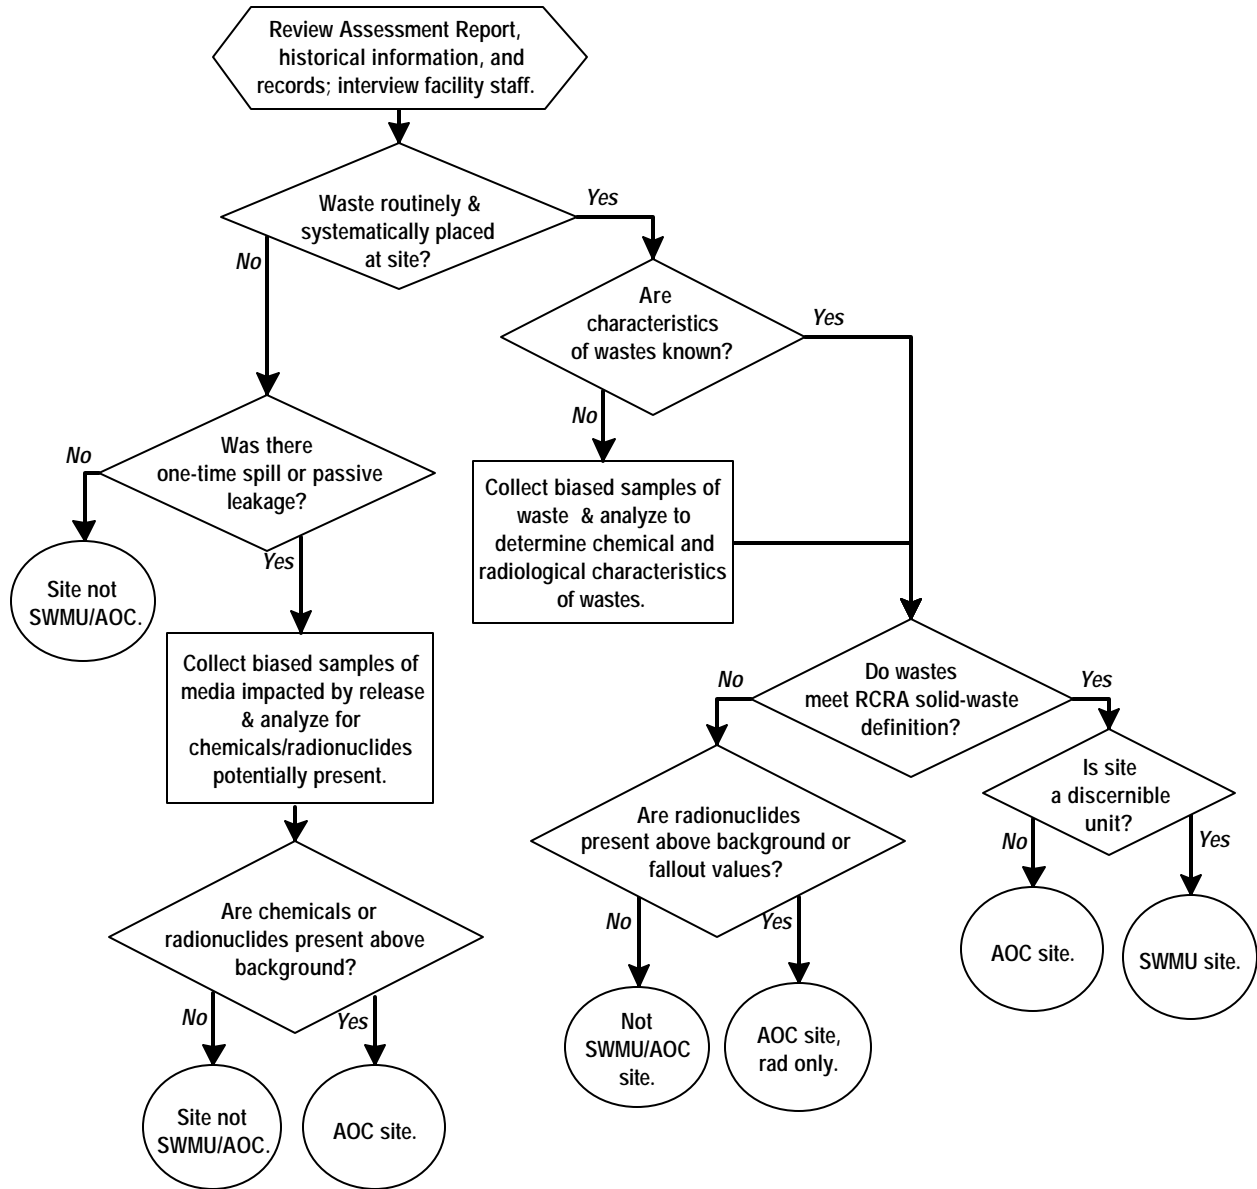 Review Assessment Report,
historical information, and
records; interview facility staff.
Waste routinely &
systematically placed
at site?
Yes
No
Are
characteristics
of wastes known?
Yes
No
Was there
one-time spill or passive
leakage?
No
Yes
Site not
SWMU/AOC.
Collect biased samples of
waste & analyze to
determine chemical and
radiological characteristics
of wastes.
Collect biased samples of
media impacted by release
& analyze for
chemicals/radionuclides
potentially present.
Do wastes
meet RCRA solid-waste
definition?
No
Yes
Is site
a discernible
unit?
No
Yes
Are radionuclides
present above background or
fallout values?
No
Yes
AOC site.
SWMU site.
Are chemicals or
radionuclides present above
background?
No
Yes
Not
SWMU/AOC
site.
AOC site,
rad only.
Site not
SWMU/AOC.
AOC site.